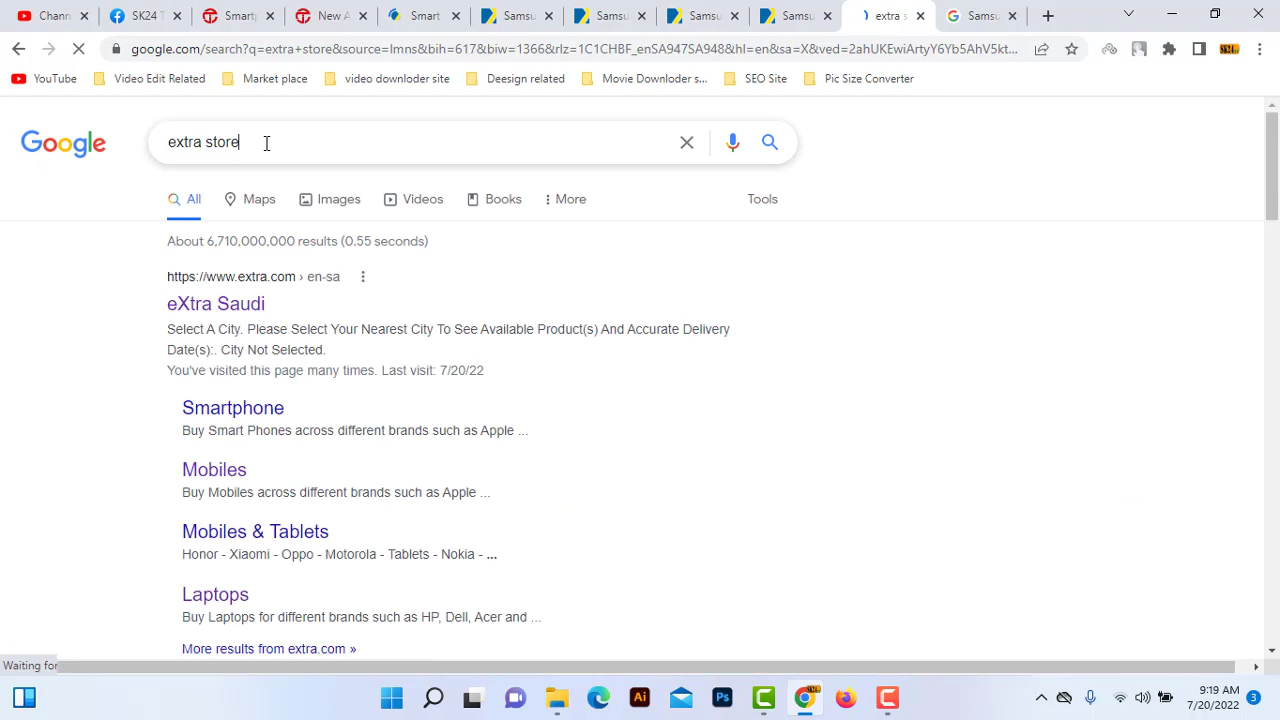 Chann
SK24 T
Smartp
New A
Smart
Samsu
Samsu
Samsu
Samsu
extra s
Samsu
google.com/search?q=extra+store&source=lmns&bih=617&biw=1366&rlz=1C1CHBF_enSA947SA948&hl=en&sa=X&ved=2ahUKEwiArtyY6Yb5AhV5kt...
YouTube
Video Edit Related
Market place
video downloder site
Deesign related
Movie Downloder s...
SEO Site
Pic Size Converter
Google
extra store
All
Maps
Images
Videos
Books
More
Tools
About 6,710,000,000 results (0.55 seconds)
https://www.extra.com › en-sa
eXtra Saudi
Select A City. Please Select Your Nearest City To See Available Product(s) And Accurate Delivery
Date(s):. City Not Selected.
You've visited this page many times. Last visit: 7/20/22
Smartphone
Buy Smart Phones across different brands such as Apple ...
Mobiles
Buy Mobiles across different brands such as Apple ...
Mobiles & Tablets
Honor - Xiaomi - Oppo - Motorola - Tablets - Nokia - ...
Laptops
Buy Laptops for different brands such as HP, Dell, Acer and ...
More results from extra.com »
Waiting for
Ai
Ps
9:19 AM
7/20/2022
3